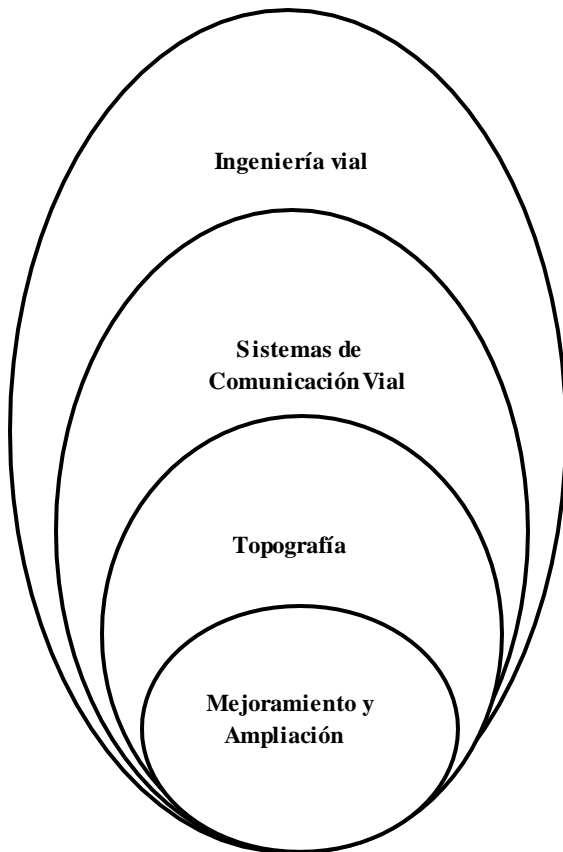 Ingeniería vial
Sistemas de
Comunicación Vial
Topografía
Mejoramiento y
Ampliación